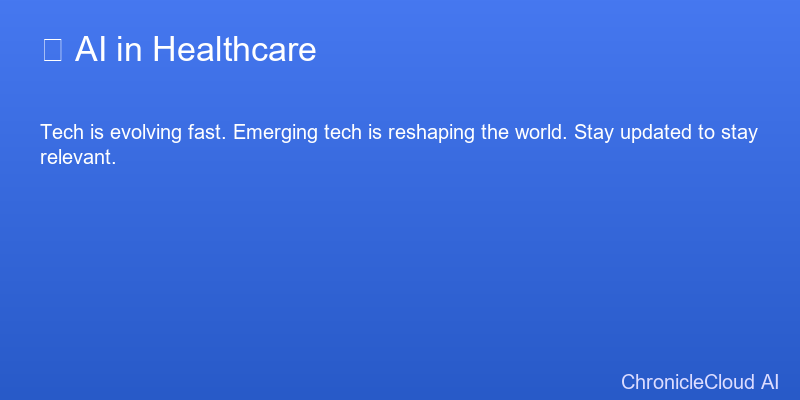 AI in Healthcare
Tech is evolving fast. Emerging tech is reshaping the world. Stay updated to stay
relevant.
ChronicleCloud AI